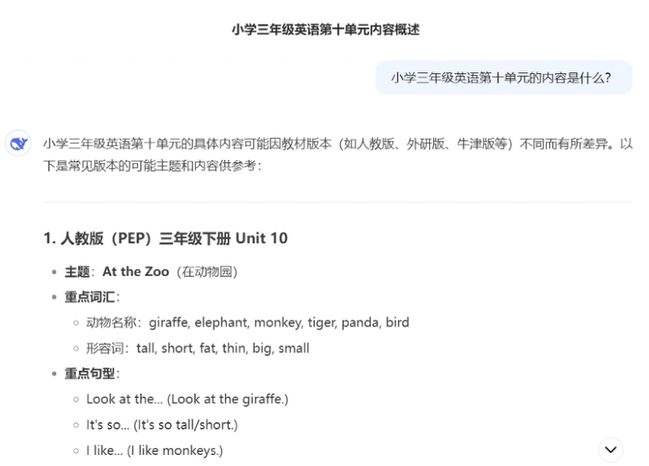 小学三年级英语第十单元内容概述
小学三年级英语第十单元的内容是什么?
小学三年级英语第十单元的具体内容可能因教材版本（如人教版、外研版、牛津版等）不同而有所差异。以
下是常见版本的可能主题和内容供参考：
1. 人教版（PEP）三年级下册 Unit 10
• 主题：At the Zoo（在动物园）
• 重点词汇：
◦ 动物名称：giraffe, elephant, monkey, tiger, panda, bird
◦ 形容词：tall, short, fat, thin, big, small
• 重点句型：
◦ Look at the... (Look at the giraffe.)
◦ It's so... (It's so tall/short.)
◦ I like... (I like monkeys.)